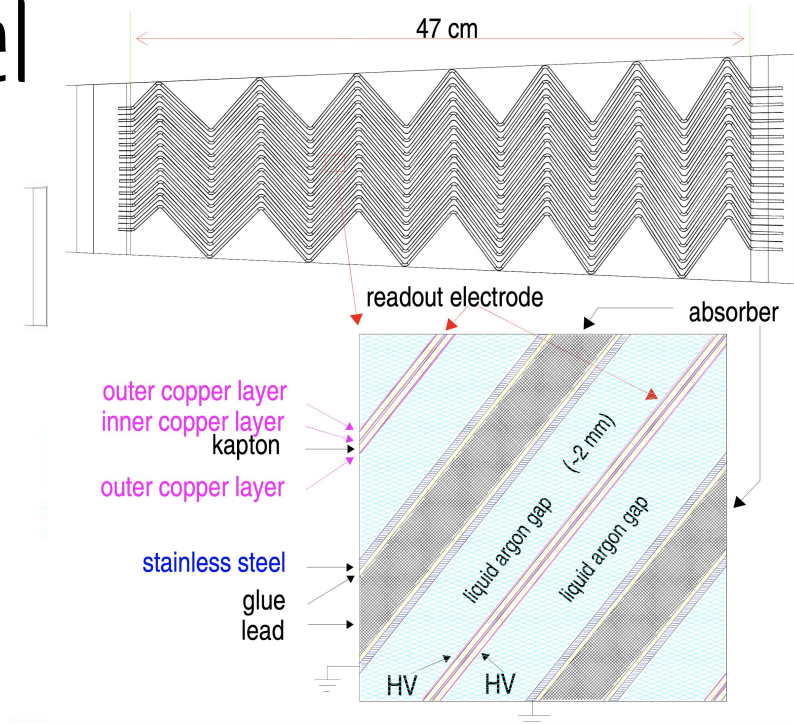 el
47 cm
readout electrode
absorber
outer copper layer
inner copper layer
kapton
outer copper layer
(~2 mm)
liquid argon gap
liquid argon gap
stainless steel
glue
lead
HV
HV